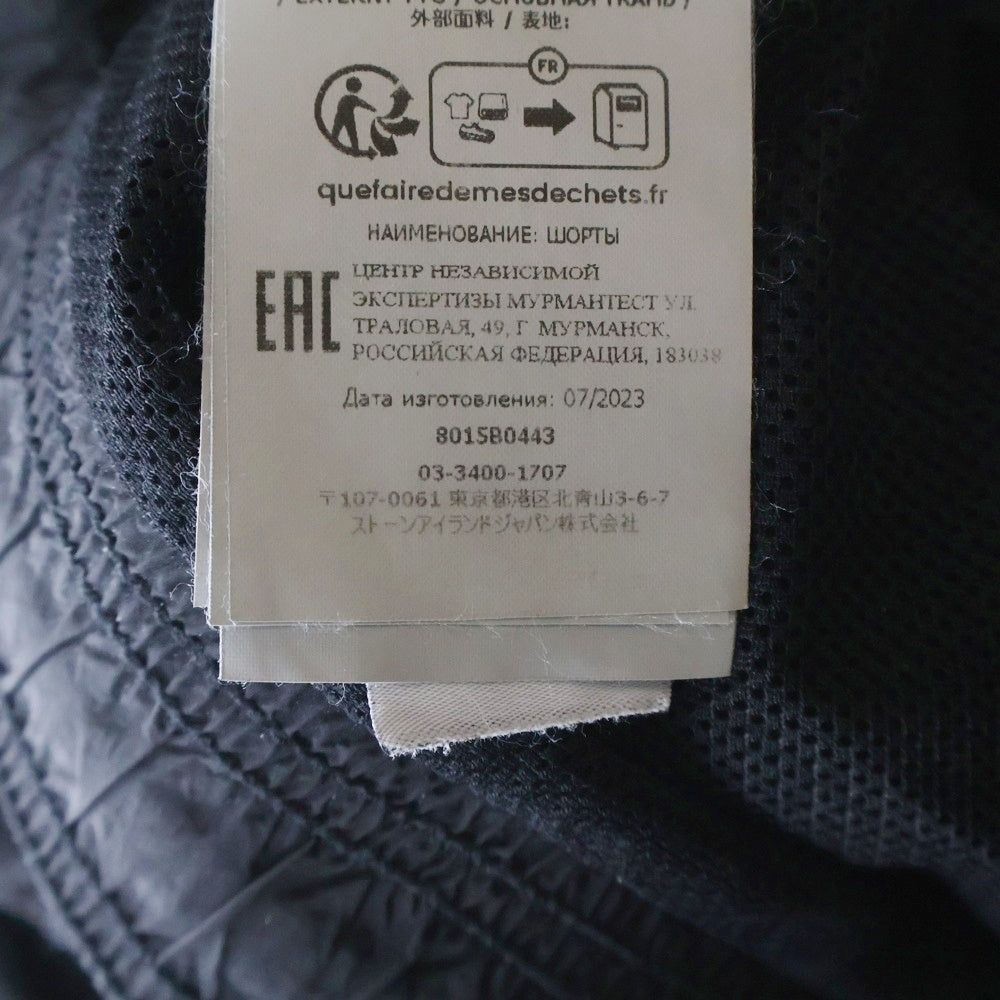 / ОСНОВНАЯ ТКАНЬ /
外部面料 / 表地:
FR
quefairedemesdechets.fr
НАИМЕНОВАНИЕ: ШОРТЫ
EAC
ЦЕНТР НЕЗАВИСИМОЙ
ЭКСПЕРТИЗЫ МУРМАНТЕСТ УЛ.
ТРАЛОВАЯ, 49, Г. МУРМАНСК,
РОССИЙСКАЯ ФЕДЕРАЦИЯ, 183038
Дата изготовления: 07/2023
8015B0443
03-3400-1707
〒107-0061 東京都港区北青山3-6-7
ストーンアイランドジャパン株式会社